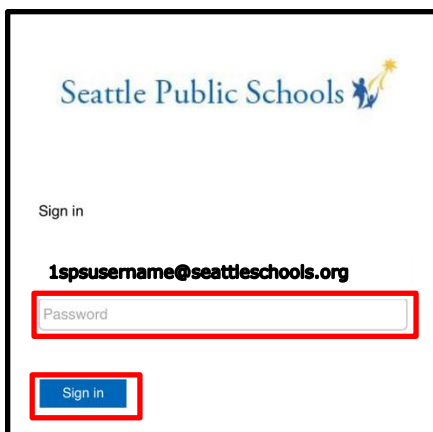 Seattle Public Schools
Sign in
1spsusername@seattleschools.org
Password
Sign in